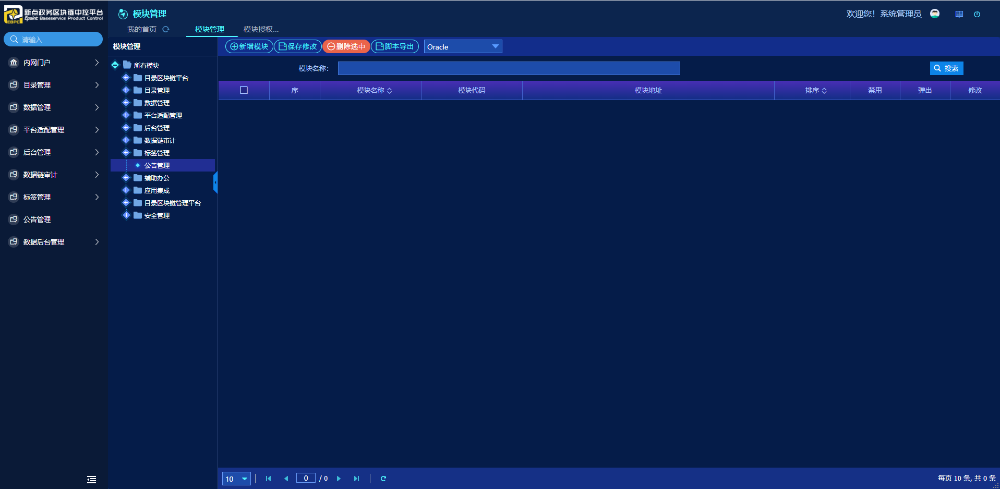 新点政务区块链中控平台
Epoint Baseservice Product Control
EBPC
模块管理
欢迎您！系统管理员
我的首页
模块管理
模块授权...
请输入
内网门户
目录管理
数据管理
平台适配管理
后台管理
数据链审计
标签管理
公告管理
数据后台管理
模块管理
所有模块
目录区块链平台
目录管理
数据管理
平台适配管理
后台管理
数据链审计
标签管理
公告管理
辅助办公
应用集成
目录区块链管理平台
安全管理
新增模块 保存修改 删除选中 脚本导出 Oracle
模块名称： 搜索
序 模块名称 模块代码 模块地址 排序 禁用 弹出 修改
10 0 / 0 每页 10 条, 共 0 条